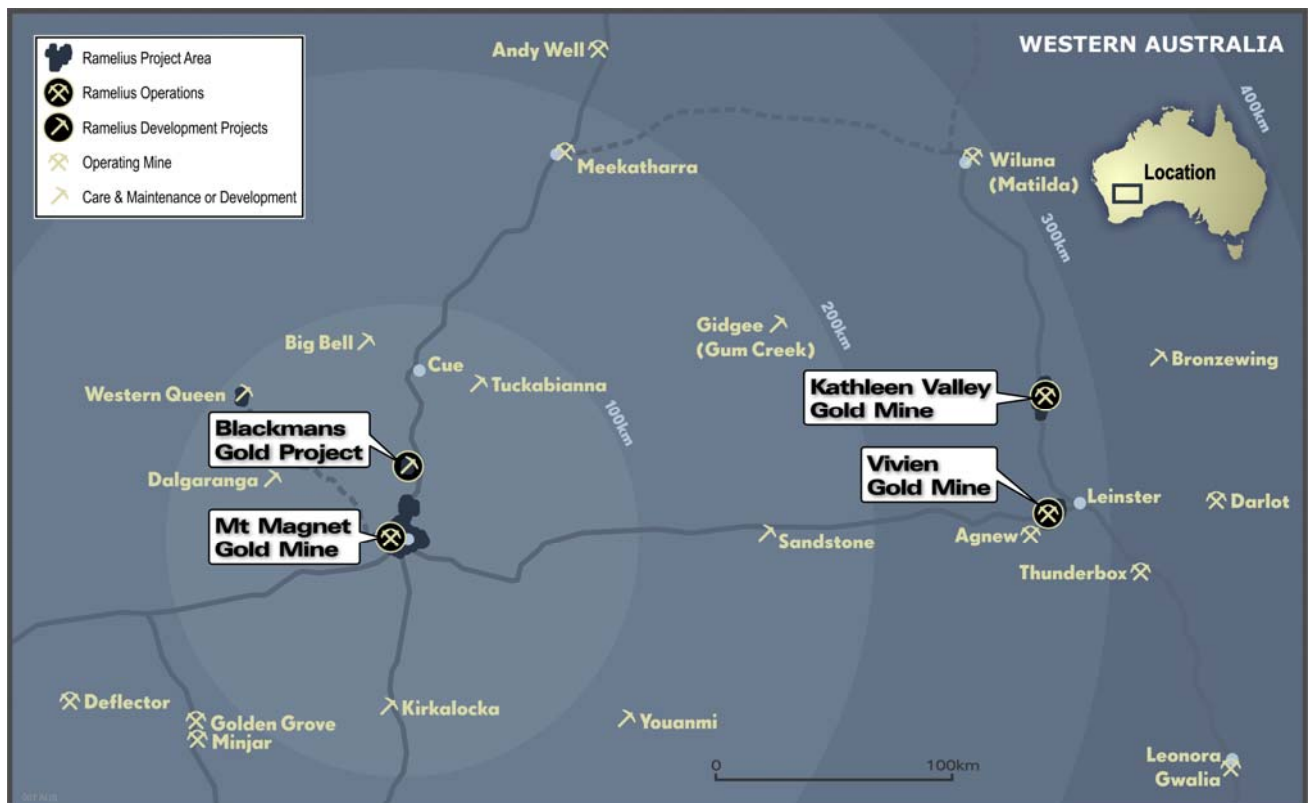 Ramelius Project Area
Ramelius Operations
Ramelius Development Projects
Operating Mine
Care & Maintenance or Development
WESTERN AUSTRALIA
Location
400km
Andy Well
Meekatharra
Wiluna
(Matilda)
300km
200km
Gidgee
(Gum Creek)
Big Bell
Cue
Tuckabianna
Western Queen
100km
Bronzewing
Kathleen Valley
Gold Mine
Blackmans
Gold Project
Dalgaranga
Vivien
Gold Mine
Leinster
Darlot
Mt Magnet
Gold Mine
Sandstone
Agnew
Thunderbox
Deflector
Golden Grove
Minjar
Kirkalocka
Youanmi
0
100km
Leonora
Gwalia